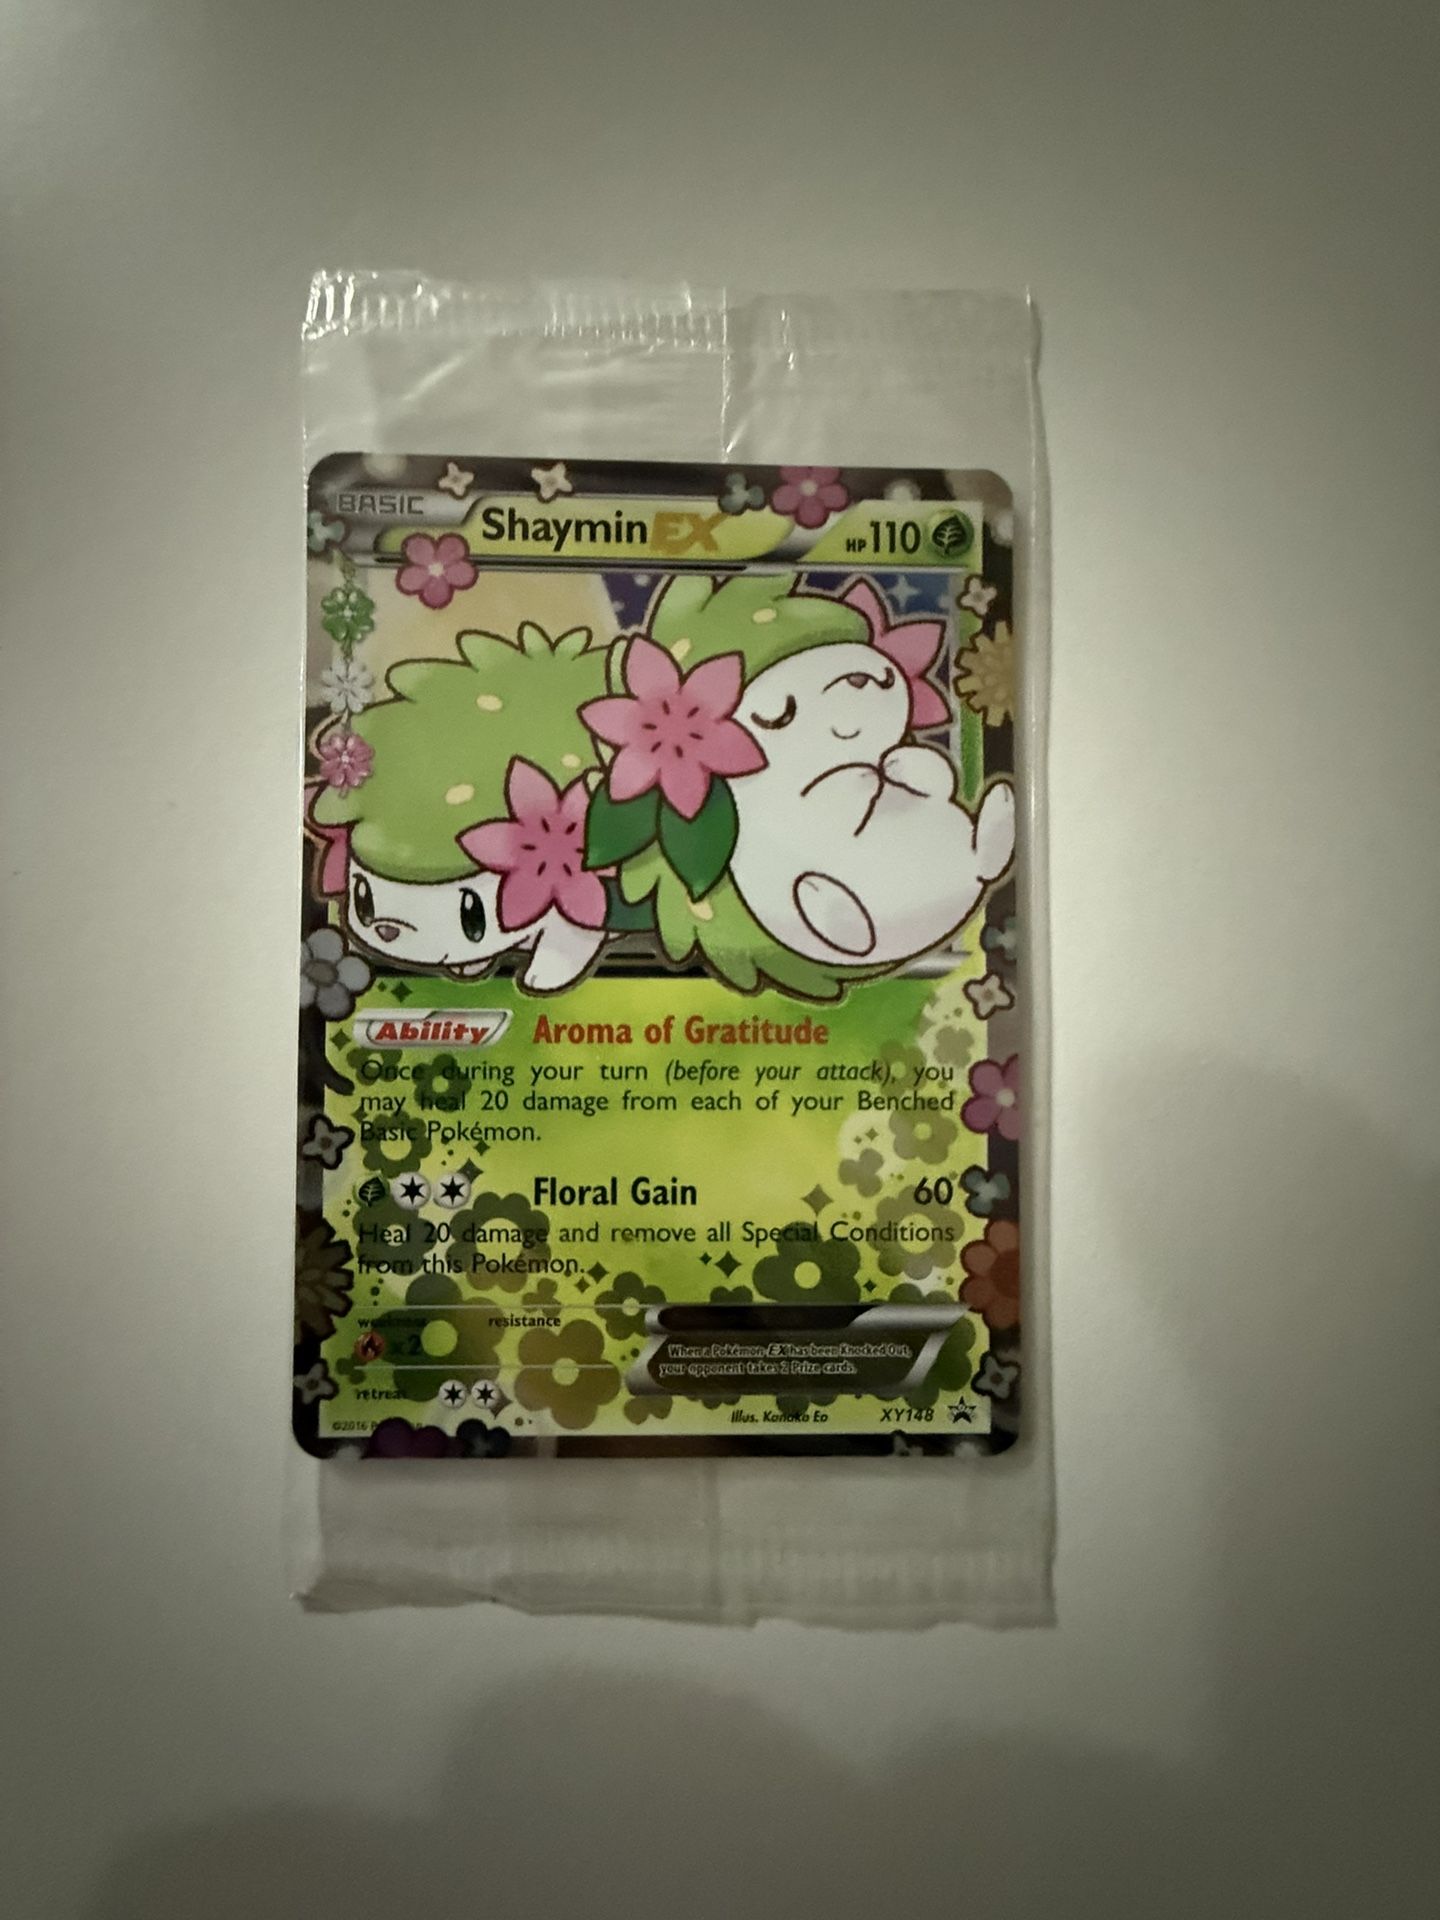 BASIC
Shaymin EX HP 110
Ability Aroma of Gratitude
Once during your turn (before your attack), you
may heal 20 damage from each of your Benched
Basic Pokémon.
Floral Gain 60
Heal 20 damage and remove all Special Conditions
from this Pokémon.
weakness resistance
×2
When a Pokémon-EX has been Knocked Out,
your opponent takes 2 Prize cards.
retreat
©2016
Illus. Kanako Eo XY148